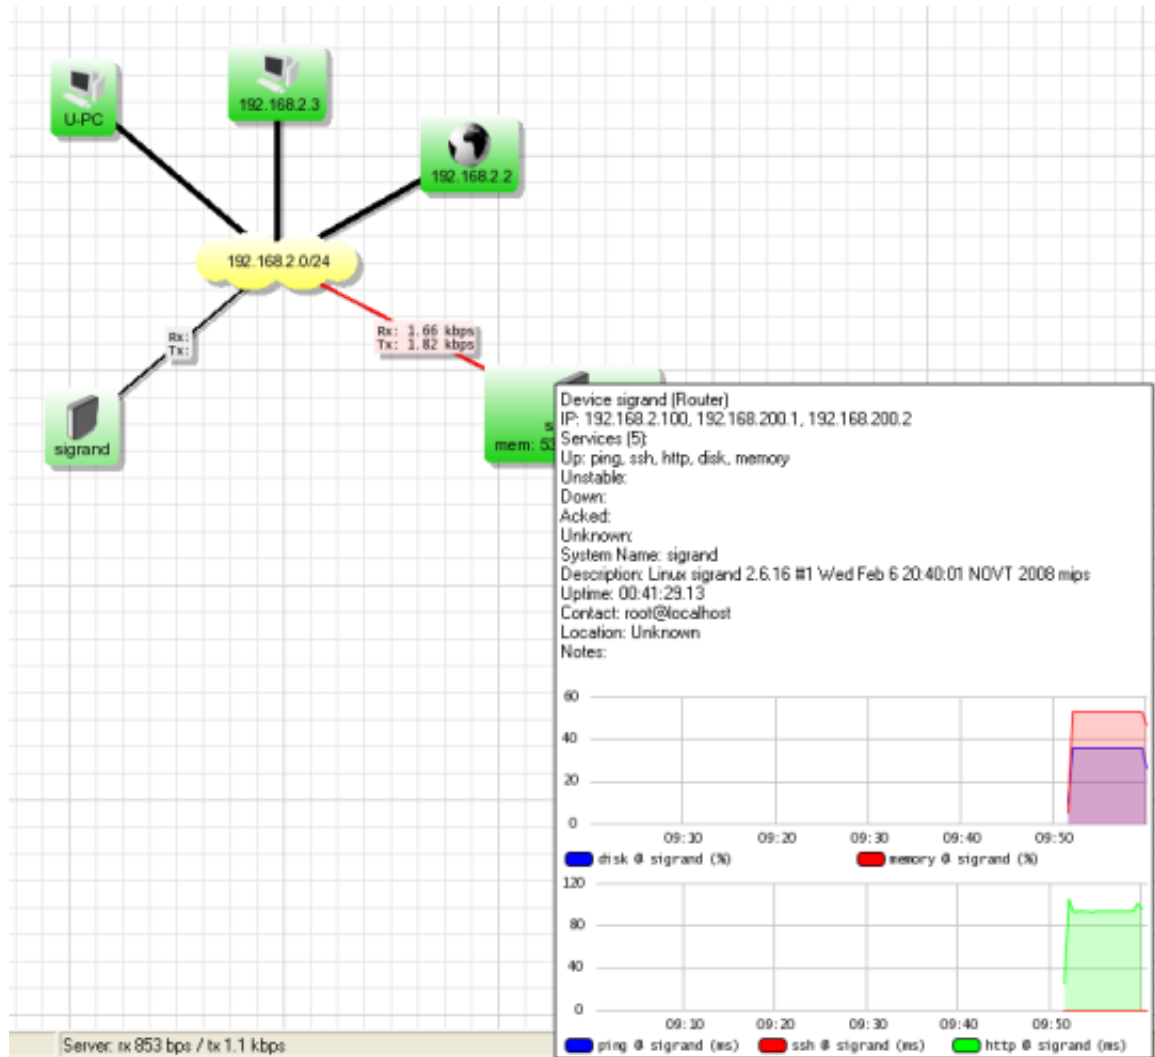 U-PC
192.168.2.3
192.168.2.2
192.168.2.0/24
Rx:
Tx:
Rx: 1.66 kbps
Tx: 1.82 kbps
sigrand
s
mem: 53
Device sigrand (Router)
IP: 192.168.2.100, 192.168.200.1, 192.168.200.2
Services (5):
Up: ping, ssh, http, disk, memory
Unstable:
Down:
Acked:
Unknown:
System Name: sigrand
Description: Linux sigrand 2.6.16 #1 Wed Feb 6 20:40:01 NOVT 2008 mips
Uptime: 00:41:29.13
Contact: root@localhost
Location: Unknown
Notes:
60
40
20
0
09:10 09:20 09:30 09:40 09:50
disk @ sigrand (%) memory @ sigrand (%)
120
80
40
0
09:10 09:20 09:30 09:40 09:50
ping @ sigrand (ms) ssh @ sigrand (ms) http @ sigrand (ms)
Server: rx 853 bps / tx 1.1 kbps